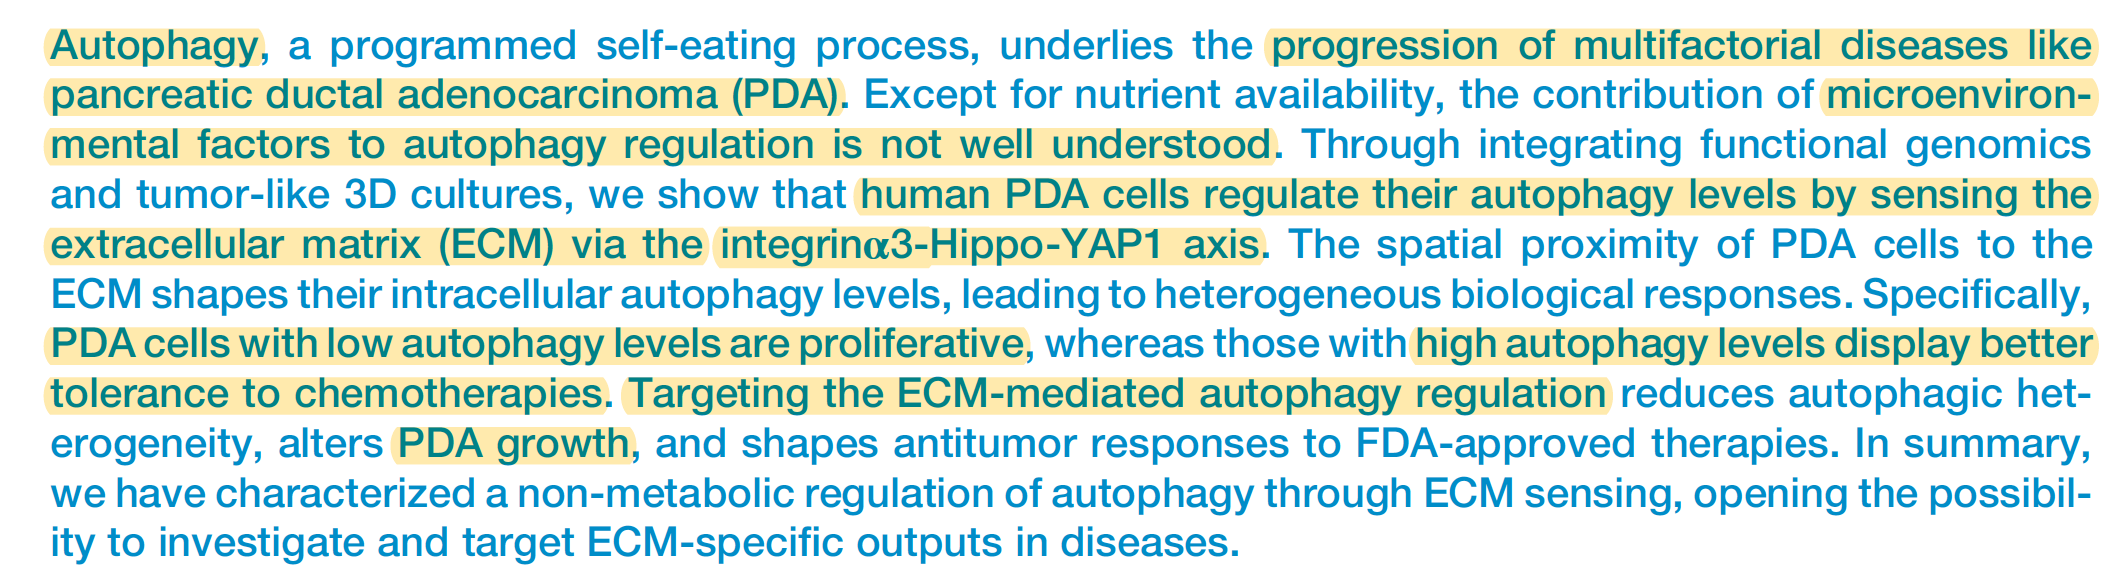 Autophagy, a programmed self-eating process, underlies the progression of multifactorial diseases like
pancreatic ductal adenocarcinoma (PDA). Except for nutrient availability, the contribution of microenviron-
mental factors to autophagy regulation is not well understood. Through integrating functional genomics
and tumor-like 3D cultures, we show that human PDA cells regulate their autophagy levels by sensing the
extracellular matrix (ECM) via the integrinα3-Hippo-YAP1 axis. The spatial proximity of PDA cells to the
ECM shapes their intracellular autophagy levels, leading to heterogeneous biological responses. Specifically,
PDA cells with low autophagy levels are proliferative, whereas those with high autophagy levels display better
tolerance to chemotherapies. Targeting the ECM-mediated autophagy regulation reduces autophagic het-
erogeneity, alters PDA growth, and shapes antitumor responses to FDA-approved therapies. In summary,
we have characterized a non-metabolic regulation of autophagy through ECM sensing, opening the possibil-
ity to investigate and target ECM-specific outputs in diseases.